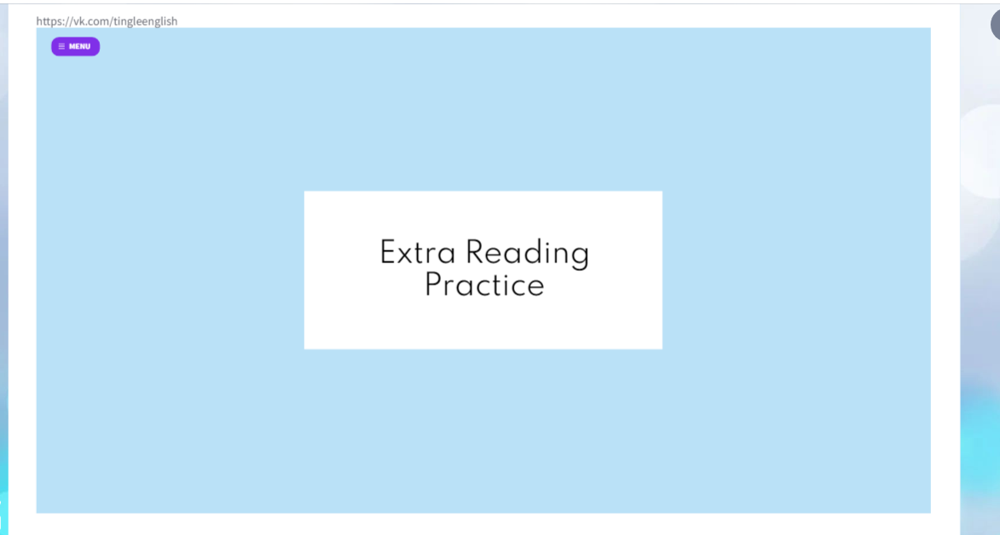 https://vk.com/tingleenglish
≡ MENU
Extra Reading
Practice